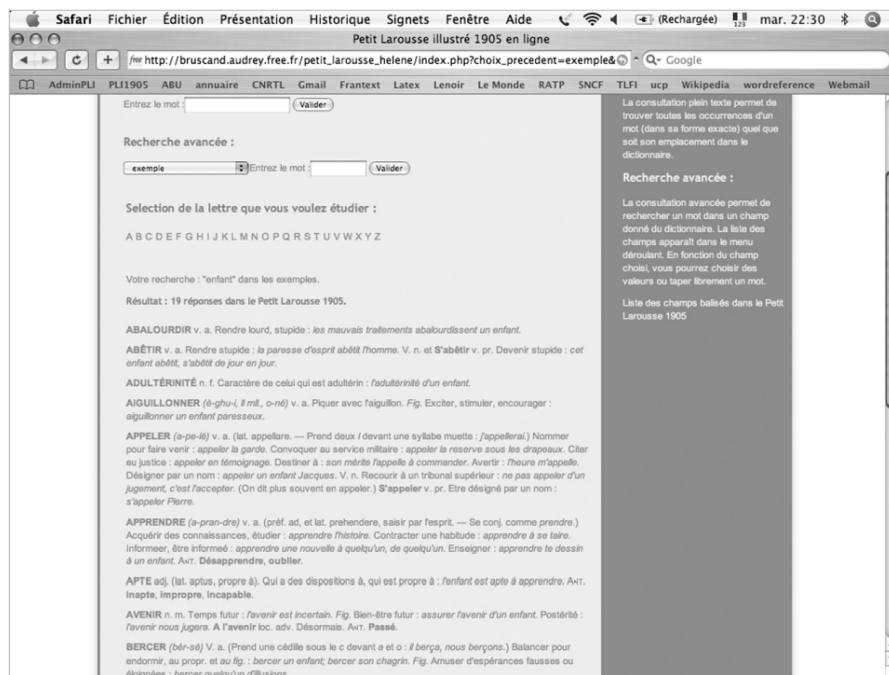 Safari Fichier Édition Présentation Historique Signets Fenêtre Aide (Rechargée) 123 mar. 22:30
Petit Larousse illustré 1905 en ligne
http://bruscand.audrey.free.fr/petit_larousse_helene/index.php?choix_precedent=exemple& Google
AdminPLI PLI1905 ABU annuaire CNRTL Gmail Frantext Latex Lenoir Le Monde RATP SNCF TLFI ucp Wikipedia wordreference Webmail
Entrez le mot : Valider
Recherche avancée :
exemple Entrez le mot : Valider
Selection de la lettre que vous voulez étudier :
A B C D E F G H I J K L M N O P Q R S T U V W X Y Z
Votre recherche : "enfant" dans les exemples.
Résultat : 19 réponses dans le Petit Larousse 1905.
ABALOURDIR v. a. Rendre lourd, stupide : les mauvais traitements abalourdissent un enfant.
ABÊTIR v. a. Rendre stupide : la paresse d'esprit abêtit l'homme. V. n. et S'abêtir v. pr. Devenir stupide : cet
enfant abêtit, s'abêtit de jour en jour.
ADULTÉRINITÉ n. f. Caractère de celui qui est adultérin : l'adultérinité d'un enfant.
AIGUILLONNER (è-ghu-i, ll mll., o-né) v. a. Piquer avec l'aiguillon. Fig. Exciter, stimuler, encourager :
aiguillonner un enfant paresseux.
APPELER (a-pe-lé) v. a. (lat. appellare. — Prend deux l devant une syllabe muette : j'appellerai.) Nommer
pour faire venir : appeler la garde. Convoquer au service militaire : appeler la reserve sous les drapeaux. Citer
eu justice : appeler en témoignage. Destiner à : son mérite l'appelle à commander. Avertir : l'heure m'appelle.
Désigner par un nom : appeler un enfant Jacques. V. n. Recourir à un tribunal supérieur : ne pas appeler d'un
jugement, c'est l'accepter. (On dit plus souvent en appeler.) S'appeler v. pr. Etre désigné par un nom :
s'appeler Pierre.
APPRENDRE (a-pran-dre) v. a. (préf. ad, et lat. prehendere, saisir par l'esprit. — Se conj. comme prendre.)
Acquérir des connaissances, étudier : apprendre l'histoire. Contracter une habitude : apprendre à se taire.
Informeer, être informeé : apprendre une nouvelle à quelqu'un, de quelqu'un. Enseigner : apprendre te dessin
à un enfant. ANT. Désapprendre, oublier.
APTE adj. (lat. aptus, propre à). Qui a des dispositions à, qui est propre à : l'enfant est apte à apprendre. ANT.
Inapte, impropre, incapable.
AVENIR n. m. Temps futur : l'avenir est incertain. Fig. Bien-être futur : assurer l'avenir d'un enfant. Postérité :
l'avenir nous jugera. A l'avenir loc. adv. Désormais. ANT. Passé.
BERCER (bèr-sé) V. a. (Prend une cédille sous le c devant a et o : il berça, nous berçons.) Balancer pour
endormir, au propr. et au fig. : bercer un enfant; bercer son chagrin. Fig. Amuser d'espérances fausses ou
éloignées : bercer quelqu'un d'illusions.
La consultation plein texte permet de
trouver toutes les occurrences d'un
mot (dans sa forme exacte) quel que
soit son emplacement dans le
dictionnaire.
Recherche avancée :
La consultation avancée permet de
rechercher un mot dans un champ
donné du dictionnaire. La liste des
champs apparaît dans le menu
déroulant. En fonction du champ
choisi, vous pourrez choisir des
valeurs ou taper librement un mot.
Liste des champs balisés dans le Petit
Larousse 1905